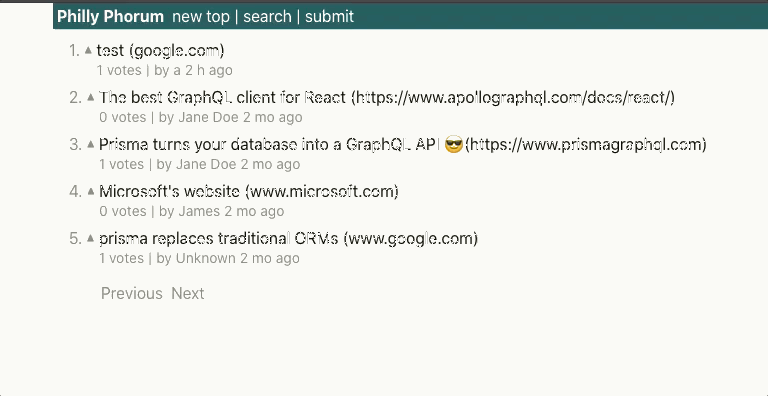 Philly Phorum new top | search | submit
1. ▲ test (google.com)
1 votes | by a 2 h ago
2. ▲ The best GraphQL client for React (https://www.apollographql.com/docs/react/)
0 votes | by Jane Doe 2 mo ago
3. ▲ Prisma turns your database into a GraphQL API 😎(https://www.prismagraphql.com)
1 votes | by Jane Doe 2 mo ago
4. ▲ Microsoft's website (www.microsoft.com)
0 votes | by James 2 mo ago
5. ▲ prisma replaces traditional ORMs (www.google.com)
1 votes | by Unknown 2 mo ago
Previous Next